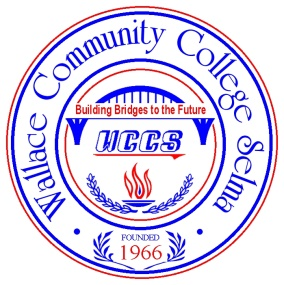 Wallace Community College Selma
Building Bridges to the Future
WCCS
FOUNDED
1966